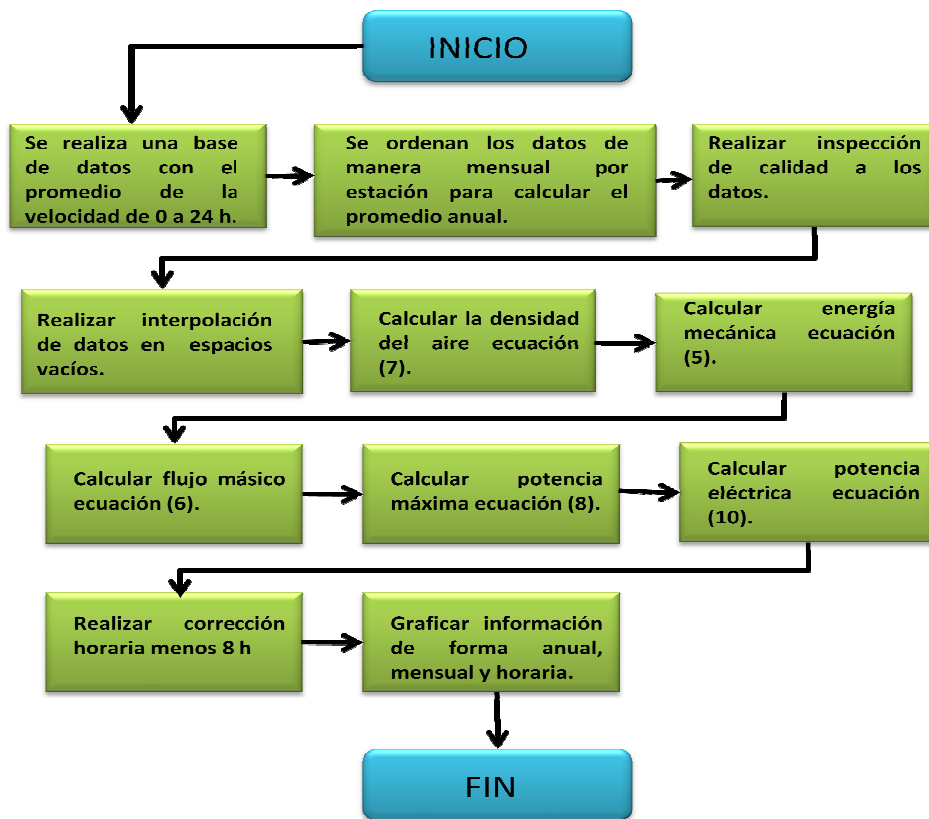 INICIO
Se realiza una base
de datos con el
promedio de la
velocidad de 0 a 24 h.
Se ordenan los datos de
manera mensual por
estación para calcular el
promedio anual.
Realizar inspección
de calidad a los
datos.
Realizar interpolación
de datos en espacios
vacíos.
Calcular la densidad
del aire ecuación
(7).
Calcular energía
mecánica ecuación
(5).
Calcular flujo másico
ecuación (6).
Calcular potencia
máxima ecuación (8).
Calcular potencia
eléctrica ecuación
(10).
Realizar corrección
horaria menos 8 h
Graficar información
de forma anual,
mensual y horaria.
FIN